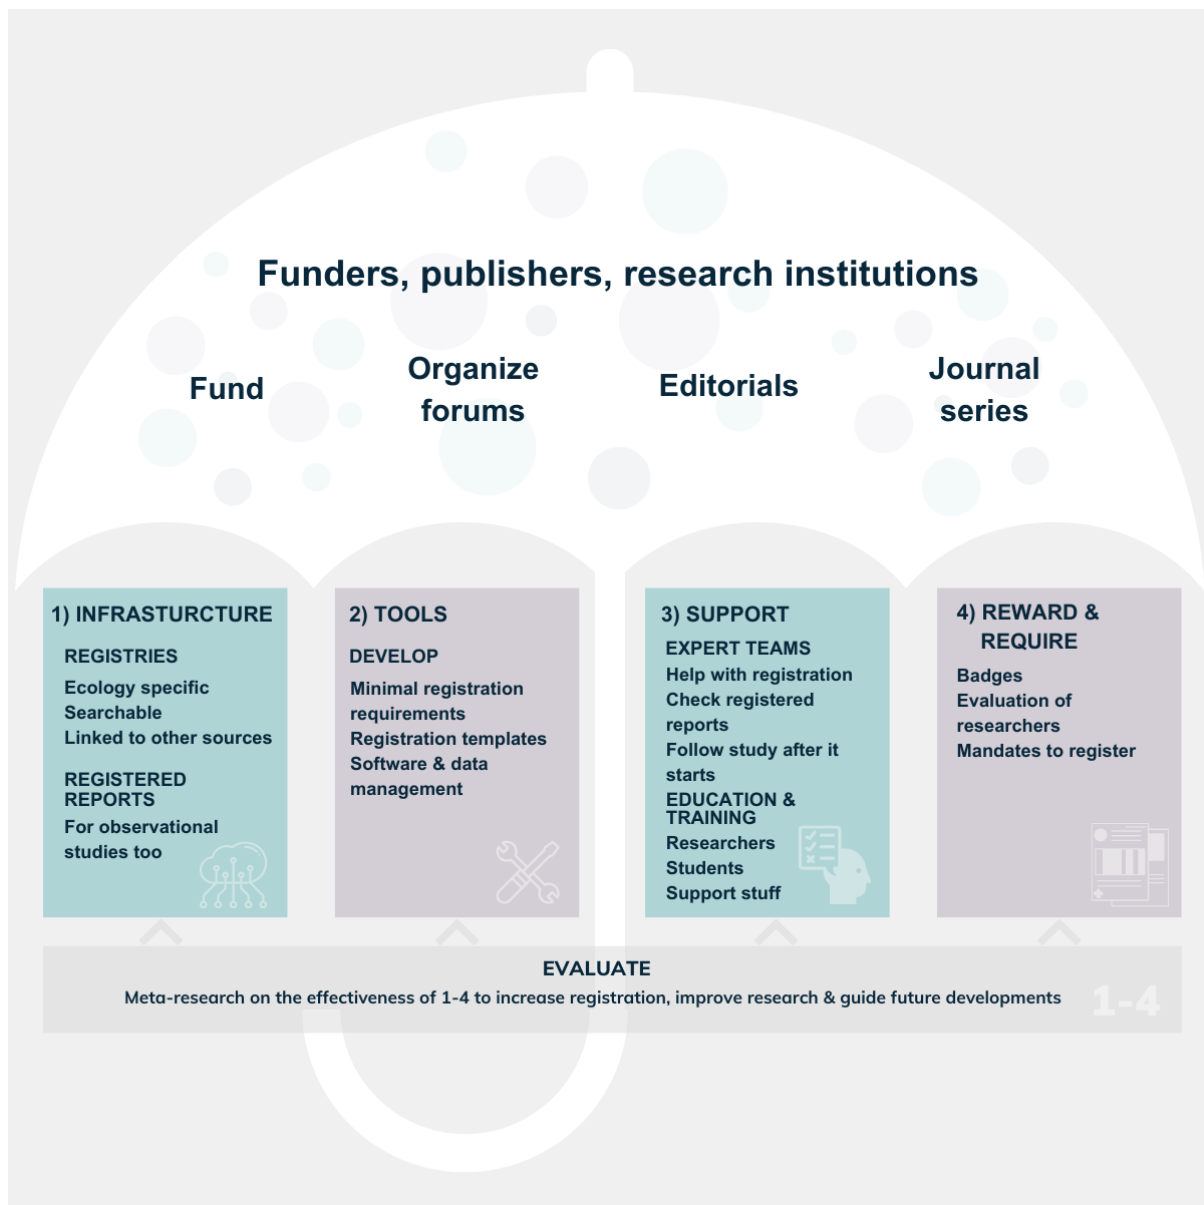 Funders, publishers, research institutions
Fund
Organize
forums
Editorials
Journal
series
1) INFRASTURCTURE
REGISTRIES
Ecology specific
Searchable
Linked to other sources
REGISTERED
REPORTS
For observational
studies too
2) TOOLS
DEVELOP
Minimal registration
requirements
Registration templates
Software & data
management
3) SUPPORT
EXPERT TEAMS
Help with registration
Check registered
reports
Follow study after it
starts
EDUCATION &
TRAINING
Researchers
Students
Support stuff
4) REWARD &
REQUIRE
Badges
Evaluation of
researchers
Mandates to register
EVALUATE
Meta-research on the effectiveness of 1-4 to increase registration, improve research & guide future developments
1-4